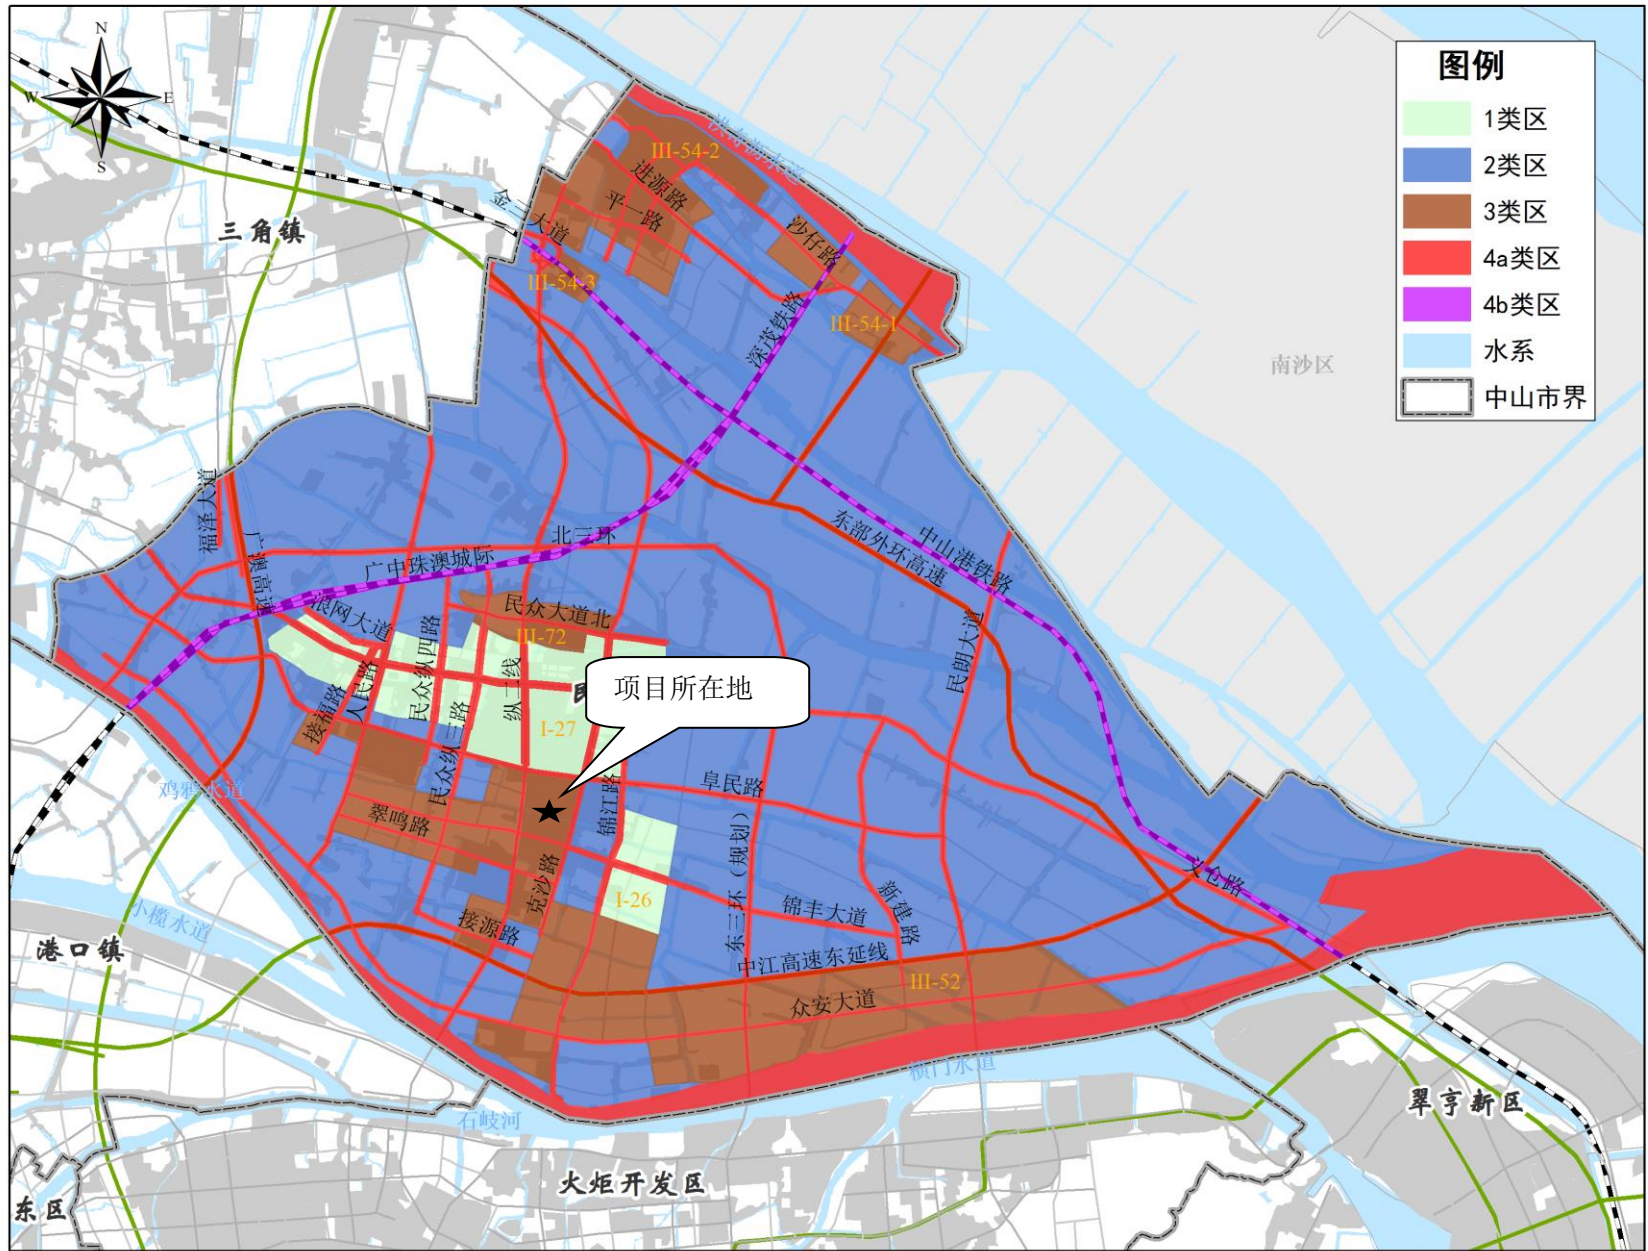 N
W
E
S
图例
1类区
2类区
3类区
4a类区
4b类区
水系
中山市界
洪奇沥水道
III-54-2
进源路
平一路
金三大道
沙仔路
三角镇
III-54-3
深茂铁路
III-54-1
南沙区
福泽大道
广澳高速
北三环
广中珠澳城际
东部外环高速
中山港铁路
浪网大道
民众大道北
III-72
民众纵四路
纵二线
民朗大道
人民路
接福路
民众纵三路
民
项目所在地
I-27
鸡鸦水道
阜民路
锦江路
翠鸣路
东三环（规划）
克沙路
义仓路
I-26
锦丰大道
新建路
小榄水道
接源路
港口镇
中江高速东延线
III-52
众安大道
横门水道
石岐河
翠亨新区
火炬开发区
东区